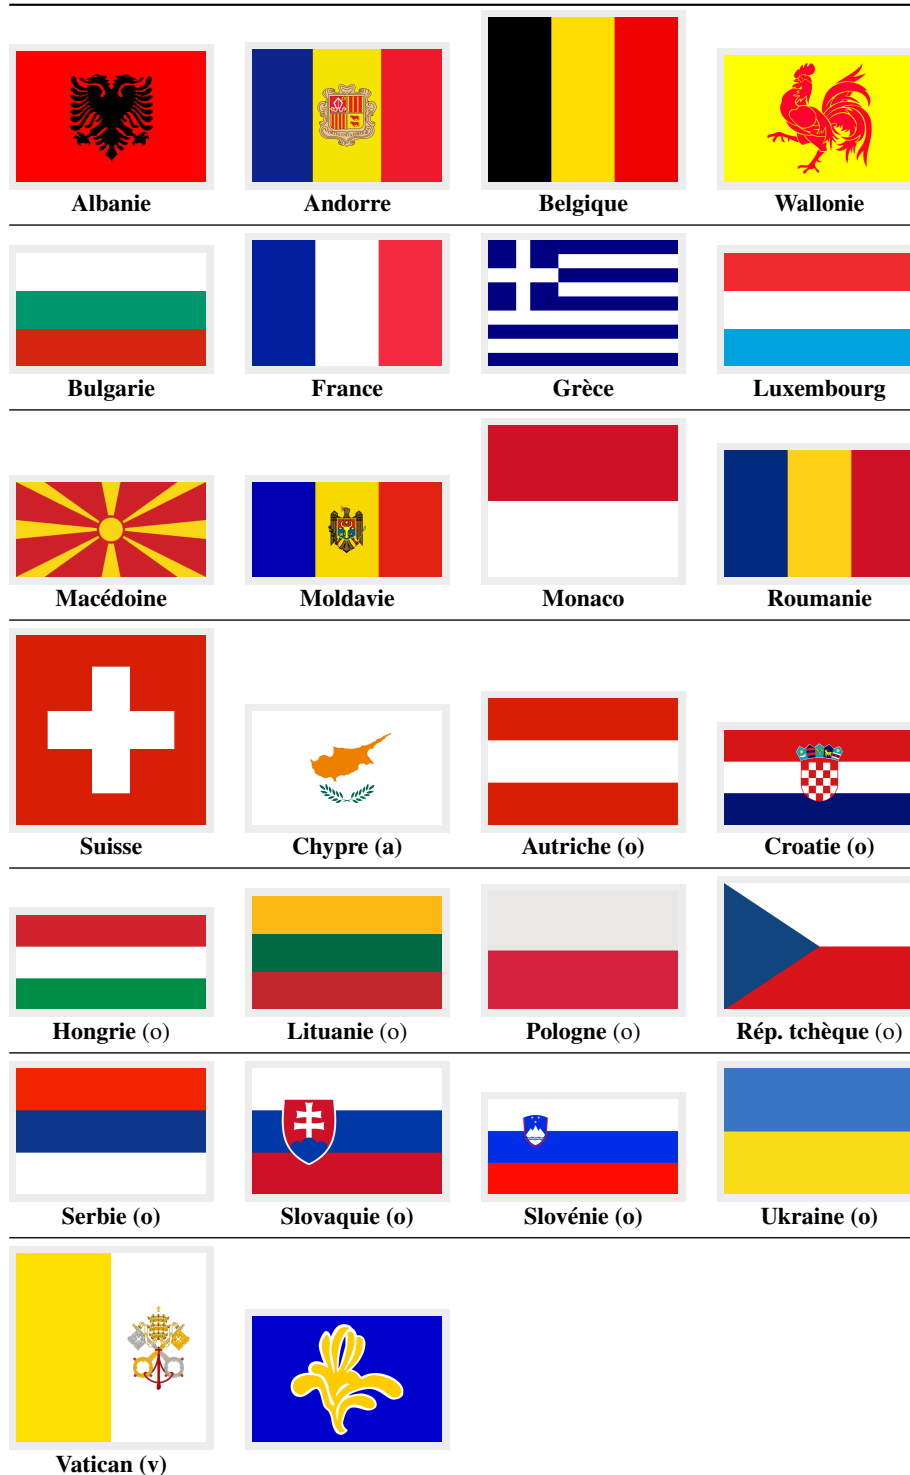 Albanie Andorre Belgique Wallonie
Bulgarie France Grèce Luxembourg
Macédoine Moldavie Monaco Roumanie
Suisse Chypre (a) Autriche (o) Croatie (o)
Hongrie (o) Lituanie (o) Pologne (o) Rép. tchèque (o)
Serbie (o) Slovaquie (o) Slovénie (o) Ukraine (o)
Vatican (v)